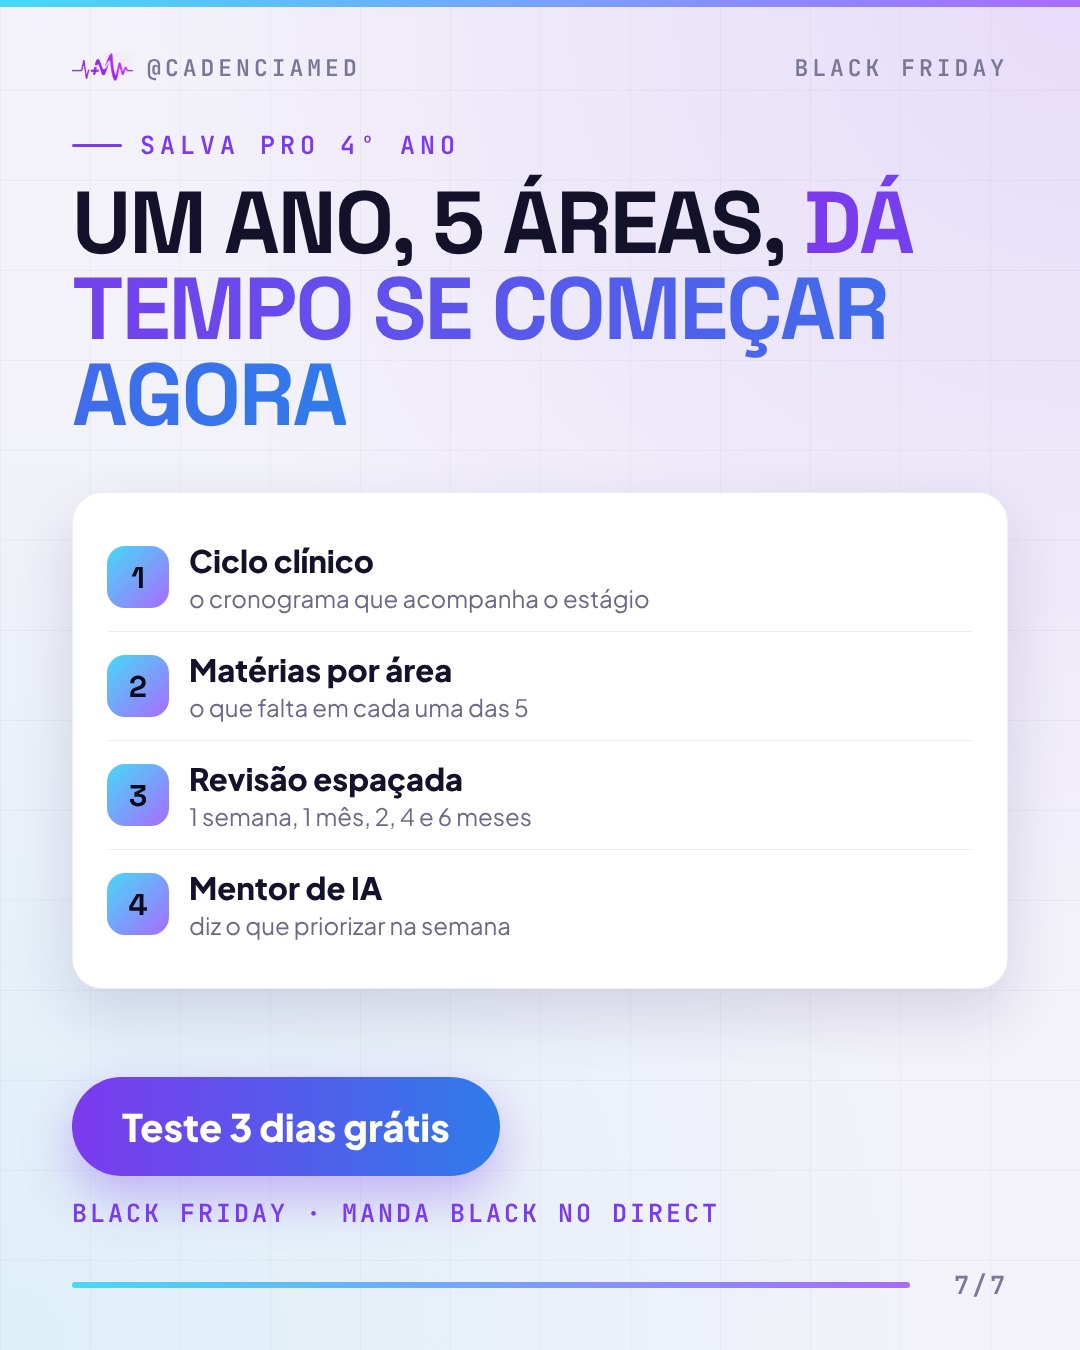 @CADENCIAMED
BLACK FRIDAY
SALVA PRO 4º ANO
UM ANO, 5 ÁREAS, DÁ
TEMPO SE COMEÇAR
AGORA
1
Ciclo clínico
o cronograma que acompanha o estágio
2
Matérias por área
o que falta em cada uma das 5
3
Revisão espaçada
1 semana, 1 mês, 2, 4 e 6 meses
4
Mentor de IA
diz o que priorizar na semana
Teste 3 dias grátis
BLACK FRIDAY · MANDA BLACK NO DIRECT
7/7